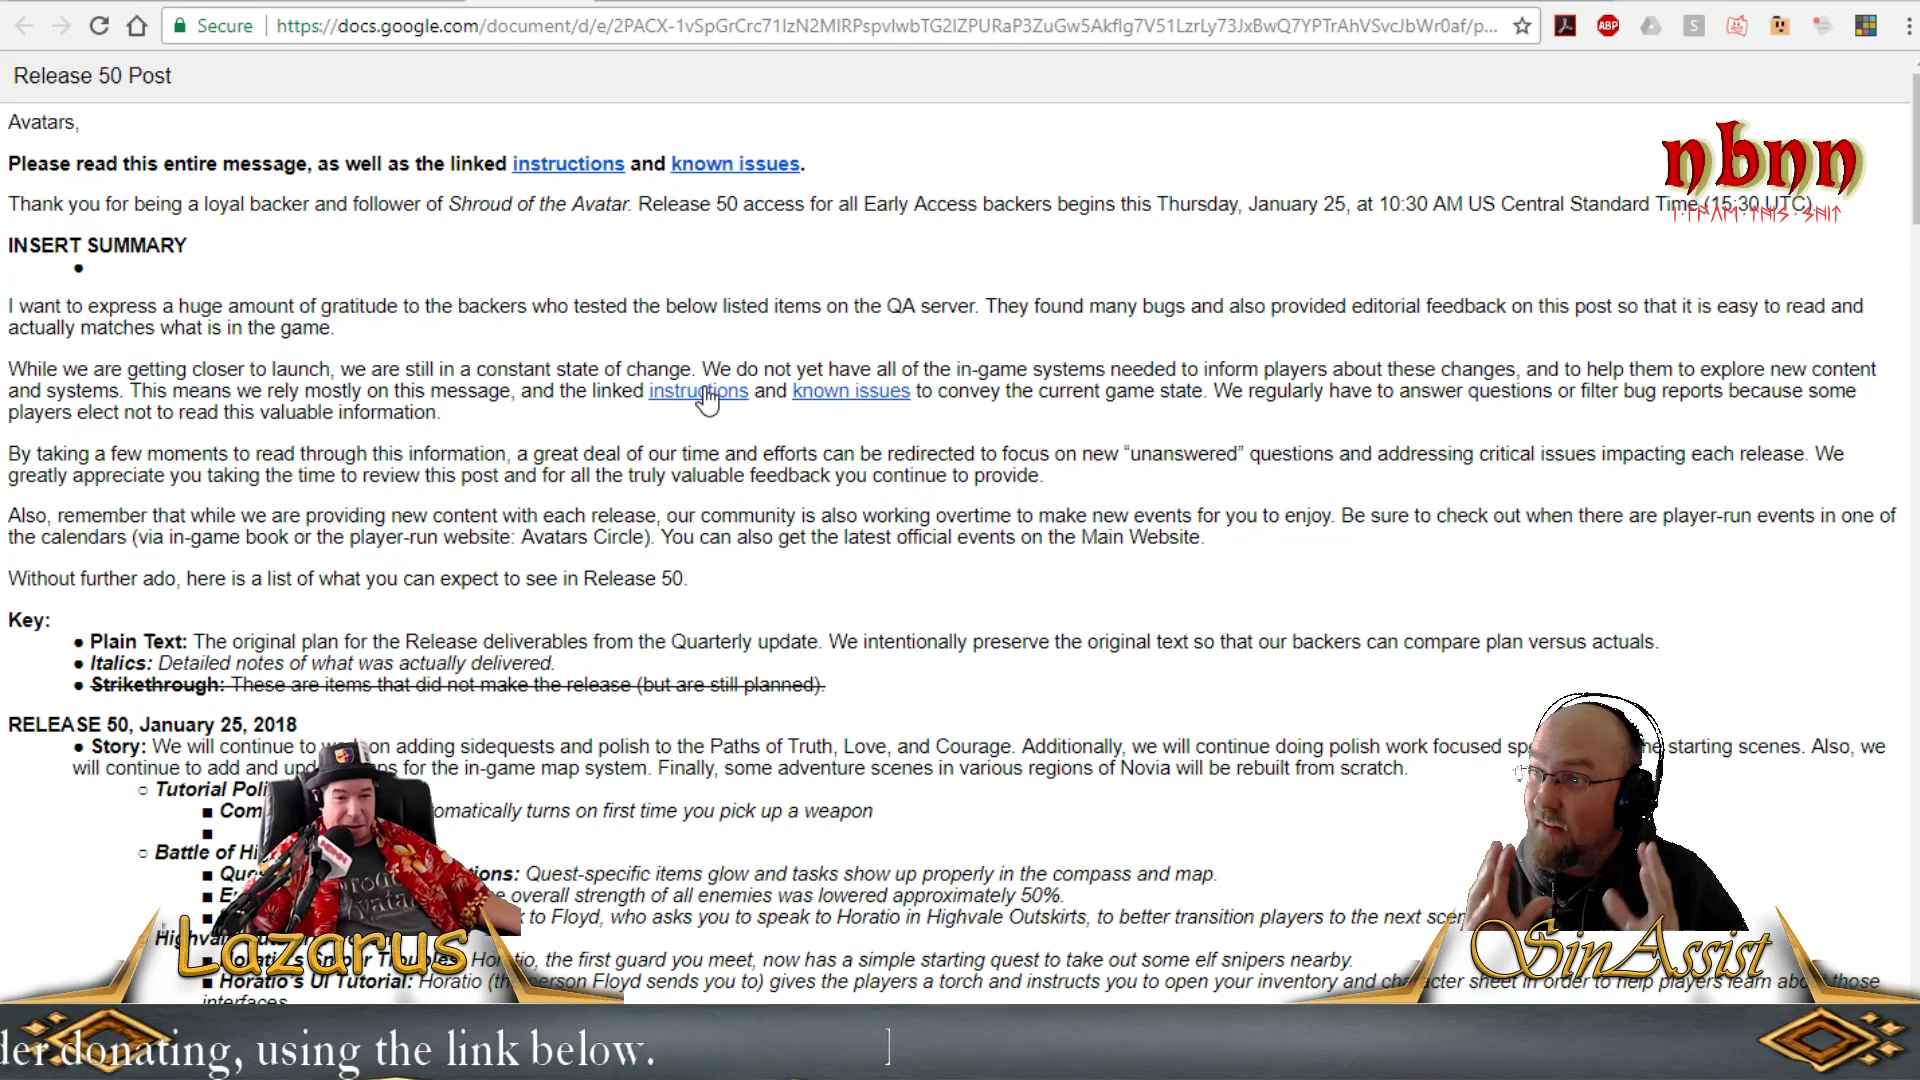 Secure https://docs.google.com/document/d/e/2PACX-1vSpGrCrc71IzN2MIRPspvIwbTG2IZPURaP3ZuGw5AkfIg7V51LzrLy73JxBwQ7YPTrAhVSvcJbWr0af/p...
Release 50 Post
Avatars,
nbnn
Please read this entire message, as well as the linked instructions and known issues.
Thank you for being a loyal backer and follower of Shroud of the Avatar. Release 50 access for all Early Access backers begins this Thursday, January 25, at 10:30 AM US Central Standard Time (15:30 UTC)
INSERT SUMMARY
●
I want to express a huge amount of gratitude to the backers who tested the below listed items on the QA server. They found many bugs and also provided editorial feedback on this post so that it is easy to read and
actually matches what is in the game.
While we are getting closer to launch, we are still in a constant state of change. We do not yet have all of the in-game systems needed to inform players about these changes, and to help them to explore new content
and systems. This means we rely mostly on this message, and the linked instructions and known issues to convey the current game state. We regularly have to answer questions or filter bug reports because some
players elect not to read this valuable information.
By taking a few moments to read through this information, a great deal of our time and efforts can be redirected to focus on new “unanswered” questions and addressing critical issues impacting each release. We
greatly appreciate you taking the time to review this post and for all the truly valuable feedback you continue to provide.
Also, remember that while we are providing new content with each release, our community is also working overtime to make new events for you to enjoy. Be sure to check out when there are player-run events in one of
the calendars (via in-game book or the player-run website: Avatars Circle). You can also get the latest official events on the Main Website.
Without further ado, here is a list of what you can expect to see in Release 50.
Key:
● Plain Text: The original plan for the Release deliverables from the Quarterly update. We intentionally preserve the original text so that our backers can compare plan versus actuals.
● Italics: Detailed notes of what was actually delivered.
● Strikethrough: These are items that did not make the release (but are still planned).
RELEASE 50, January 25, 2018
● Story: We will continue to on adding sidequests and polish to the Paths of Truth, Love, and Courage. Additionally, we will continue doing polish work focused starting scenes. Also, we
will continue to add and for the in-game map system. Finally, some adventure scenes in various regions of Novia will be rebuilt from scratch.
○ Tutorial
■ automatically turns on first time you pick up a weapon
■
○ Battle of
■ Quest-specific items glow and tasks show up properly in the compass and map.
■ overall strength of all enemies was lowered approximately 50%.
■ to Floyd, who asks you to speak to Horatio in Highvale Outskirts, to better transition players to the next
○
■ Horatio's Sniper Troubles: Horatio, the first guard you meet, now has a simple starting quest to take out some elf snipers nearby.
■ Horatio's UI Tutorial: Horatio (the person Floyd sends you to) gives the players a torch and instructs you to open your inventory and character sheet in order to help players learn about those
interfaces
Lazarus
SinAssist
donating, using the link below.